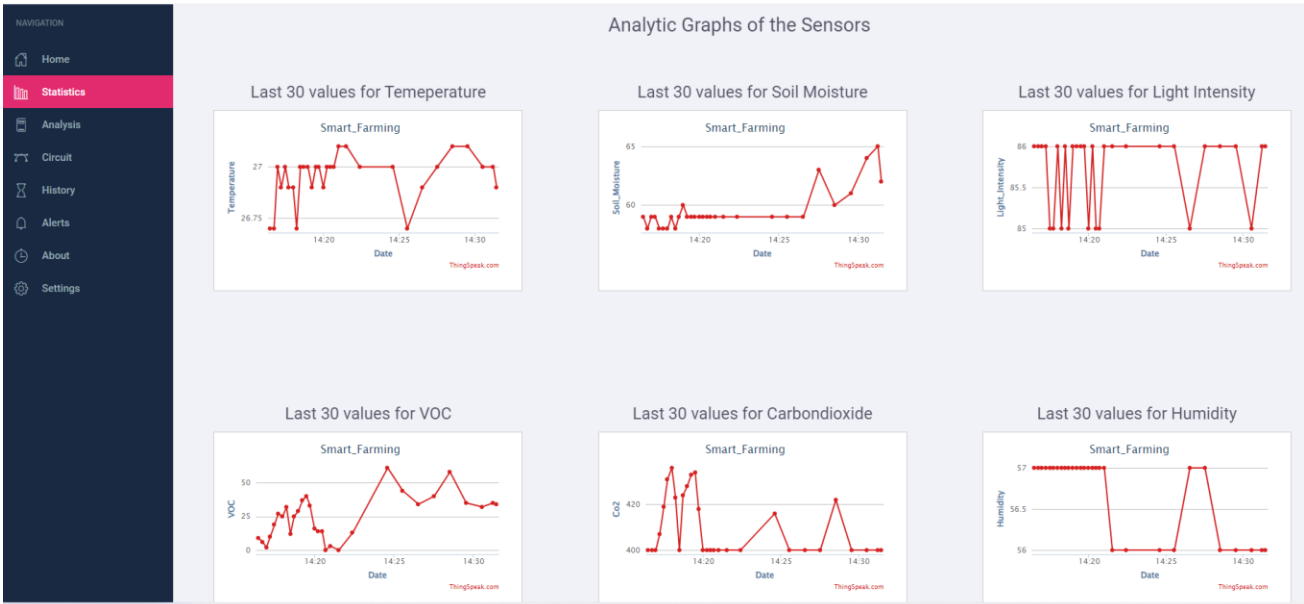 NAVIGATION
Home
Statistics
Analysis
Circuit
History
Alerts
About
Settings
Analytic Graphs of the Sensors
Last 30 values for Temeperature
Smart_Farming
Temperature
27
26.75
14:20 14:25 14:30
Date
ThingSpeak.com
Last 30 values for Soil Moisture
Smart_Farming
Soil_Moisture
65
60
14:20 14:25 14:30
Date
ThingSpeak.com
Last 30 values for Light Intensity
Smart_Farming
Light_Intensity
86
85.5
85
14:20 14:25 14:30
Date
ThingSpeak.com
Last 30 values for VOC
Smart_Farming
VOC
50
25
0
14:20 14:25 14:30
Date
ThingSpeak.com
Last 30 values for Carbondioxide
Smart_Farming
Co2
420
400
14:20 14:25 14:30
Date
ThingSpeak.com
Last 30 values for Humidity
Smart_Farming
Humidity
57
56.5
56
14:20 14:25 14:30
Date
ThingSpeak.com